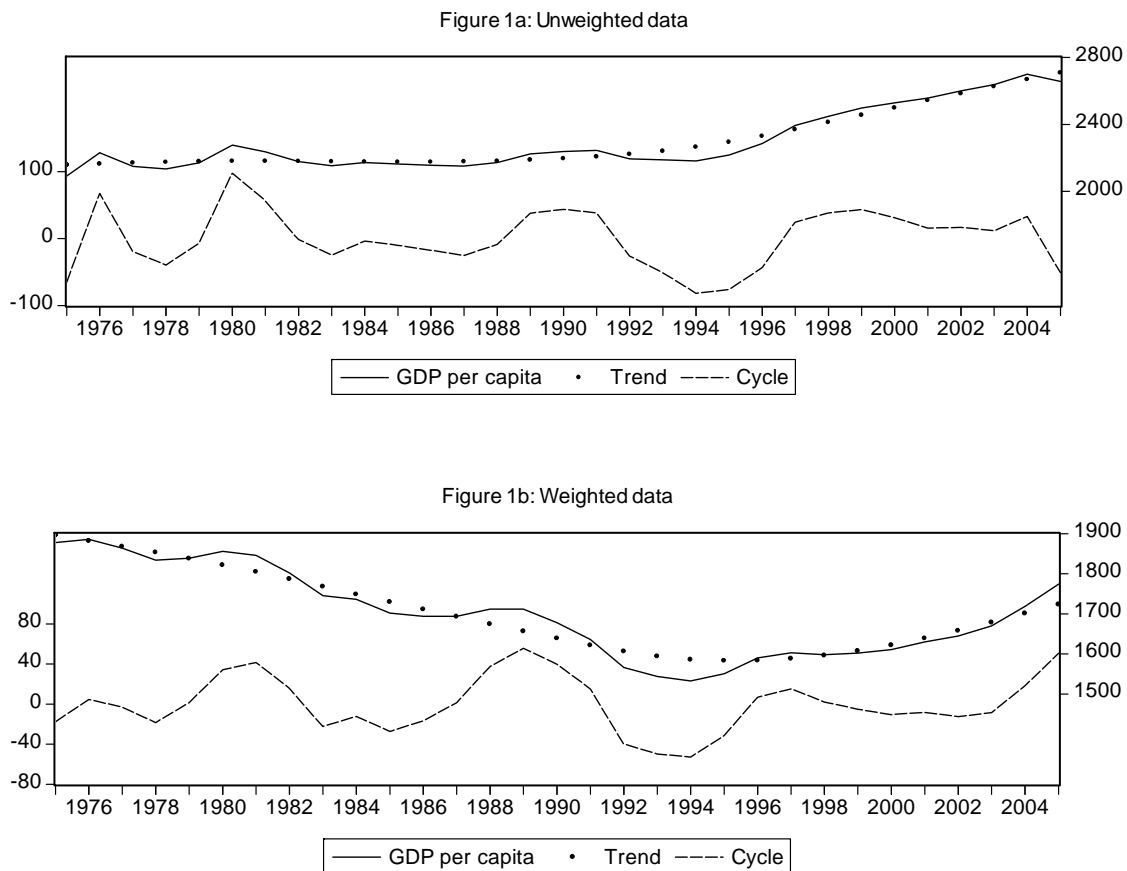 Figure 1a: Unweighted data
2800
2400
2000
100
0
-100
1976 1978 1980 1982 1984 1986 1988 1990 1992 1994 1996 1998 2000 2002 2004
GDP per capita Trend Cycle
Figure 1b: Weighted data
1900
1800
1700
1600
1500
80
40
0
-40
-80
1976 1978 1980 1982 1984 1986 1988 1990 1992 1994 1996 1998 2000 2002 2004
GDP per capita Trend Cycle